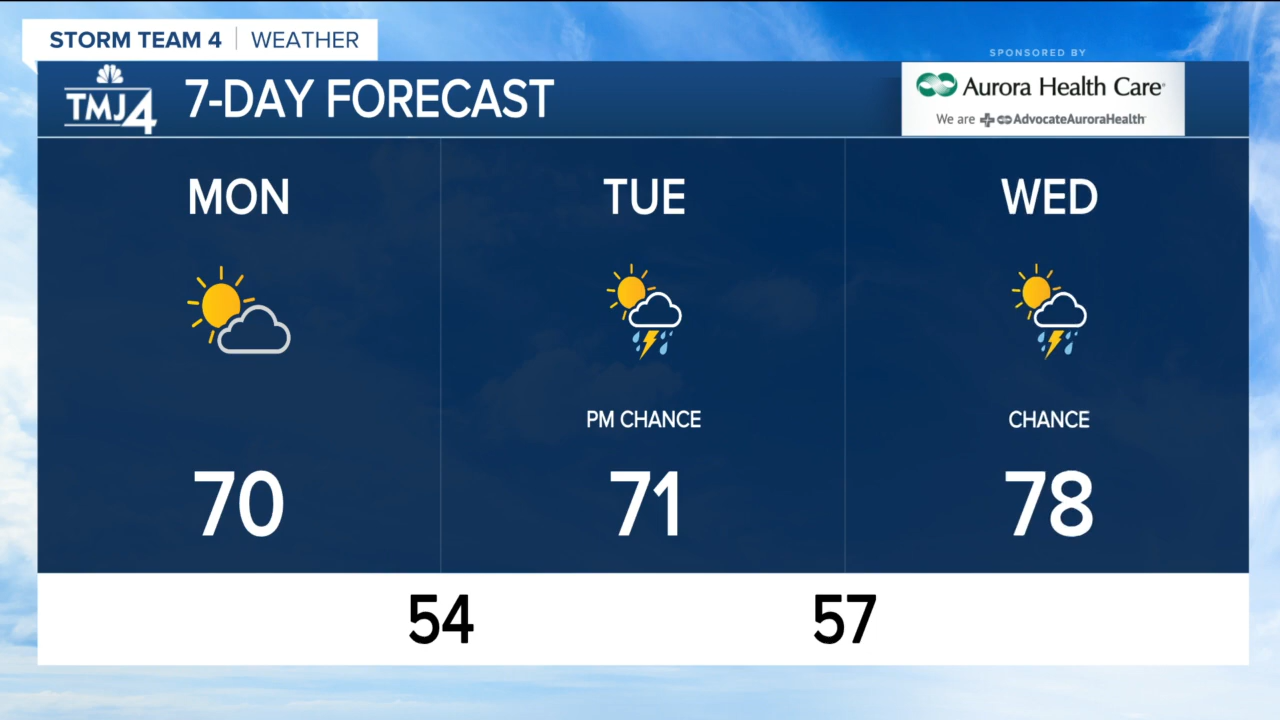 STORM TEAM 4 | WEATHER
SPONSORED BY
TMJ4 7-DAY FORECAST
Aurora Health Care®
We are AdvocateAuroraHealth
MON TUE WED
PM CHANCE CHANCE
70 71 78
54 57